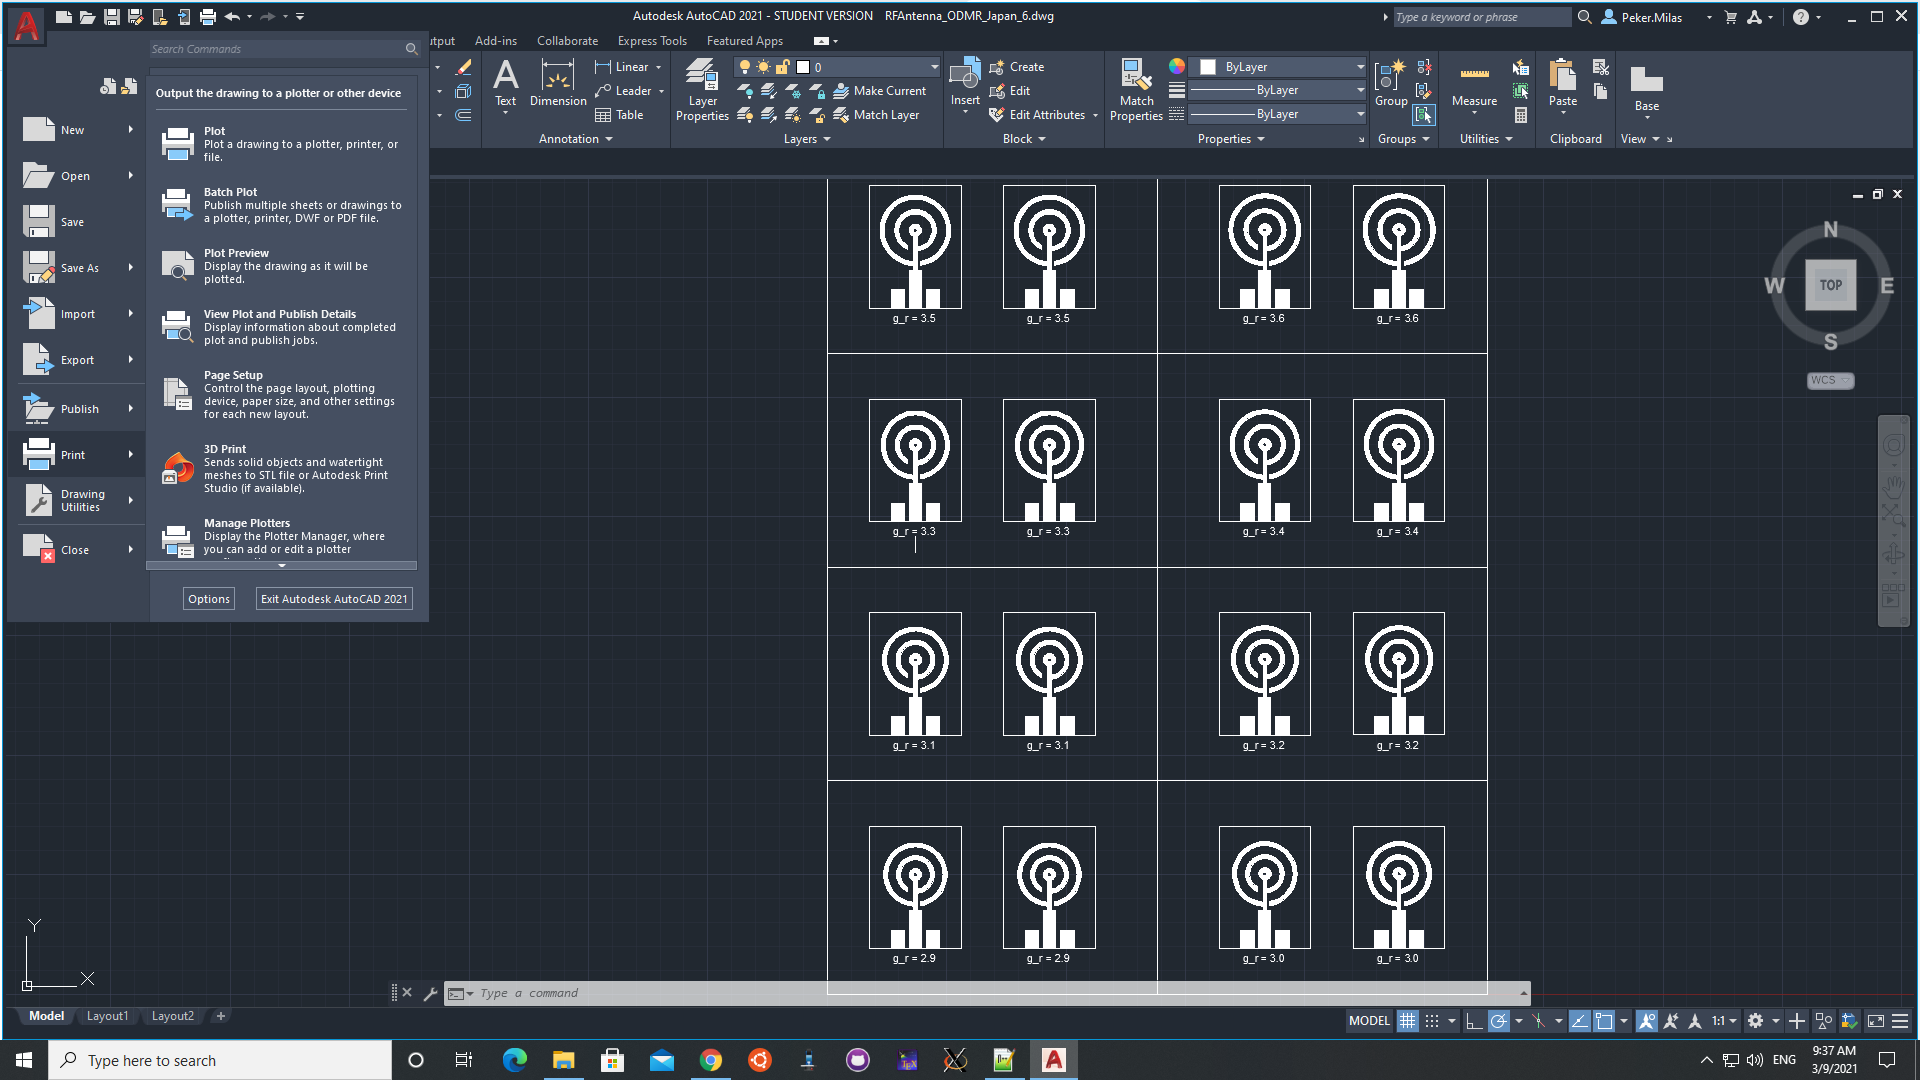 Autodesk AutoCAD 2021 - STUDENT VERSION RFAntenna_ODMR_Japan_6.dwg
Type a keyword or phrase
Peker.Milas
Search Commands
Add-ins
Collaborate
Express Tools
Featured Apps
Output the drawing to a plotter or other device
New
Open
Save
Save As
Import
Export
Publish
Print
Drawing
Utilities
Close
Plot
Plot a drawing to a plotter, printer, or
file.
Batch Plot
Publish multiple sheets or drawings to
a plotter, printer, DWF or PDF file.
Plot Preview
Display the drawing as it will be
plotted.
View Plot and Publish Details
Display information about completed
plot and publish jobs.
Page Setup
Control the page layout, plotting
device, paper size, and other settings
for each new layout.
3D Print
Sends solid objects and watertight
meshes to STL file or Autodesk Print
Studio (if available).
Manage Plotters
Display the Plotter Manager, where
you can add or edit a plotter
Options
Exit Autodesk AutoCAD 2021
Text
Dimension
Linear
Leader
Table
Annotation
Layer
Properties
0
Make Current
Match Layer
Layers
Insert
Create
Edit
Edit Attributes
Block
Match
Properties
ByLayer
ByLayer
ByLayer
Properties
Group
Groups
Measure
Utilities
Paste
Clipboard
Base
View
N
W
TOP
E
S
WCS
g_r = 3.5
g_r = 3.5
g_r = 3.6
g_r = 3.6
g_r = 3.3
g_r = 3.3
g_r = 3.4
g_r = 3.4
g_r = 3.1
g_r = 3.1
g_r = 3.2
g_r = 3.2
g_r = 2.9
g_r = 2.9
g_r = 3.0
g_r = 3.0
Y
X
Type a command
Model
Layout1
Layout2
MODEL
1:1
Type here to search
ENG
9:37 AM
3/9/2021